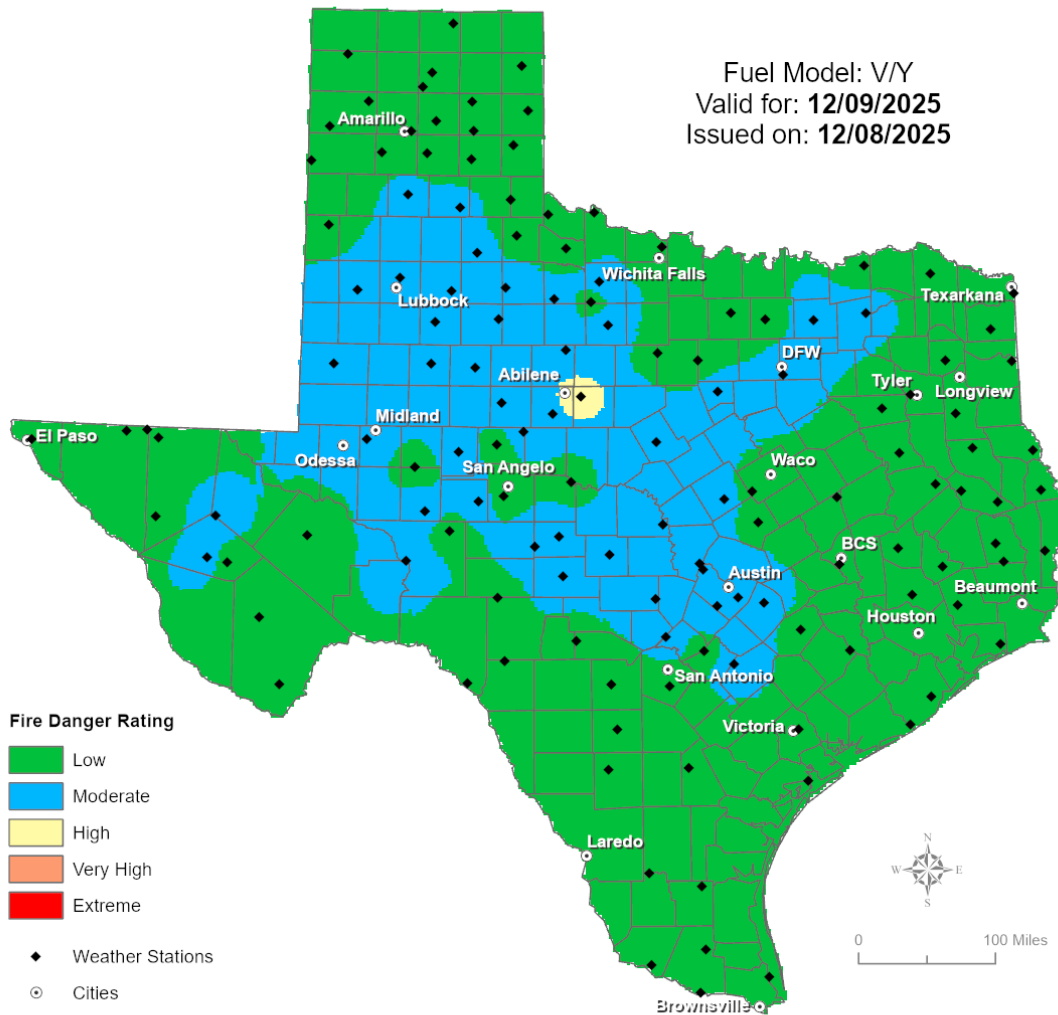 Fuel Model: V/Y
Valid for: 12/09/2025
Issued on: 12/08/2025
Amarillo
Wichita Falls
Lubbock
Texarkana
DFW
Abilene
Tyler
Longview
Midland
El Paso
Odessa
San Angelo
Waco
BCS
Austin
Beaumont
Houston
San Antonio
Victoria
Laredo
Brownsville
Fire Danger Rating
Low
Moderate
High
Very High
Extreme
Weather Stations
Cities
N
W E
S
0 100 Miles